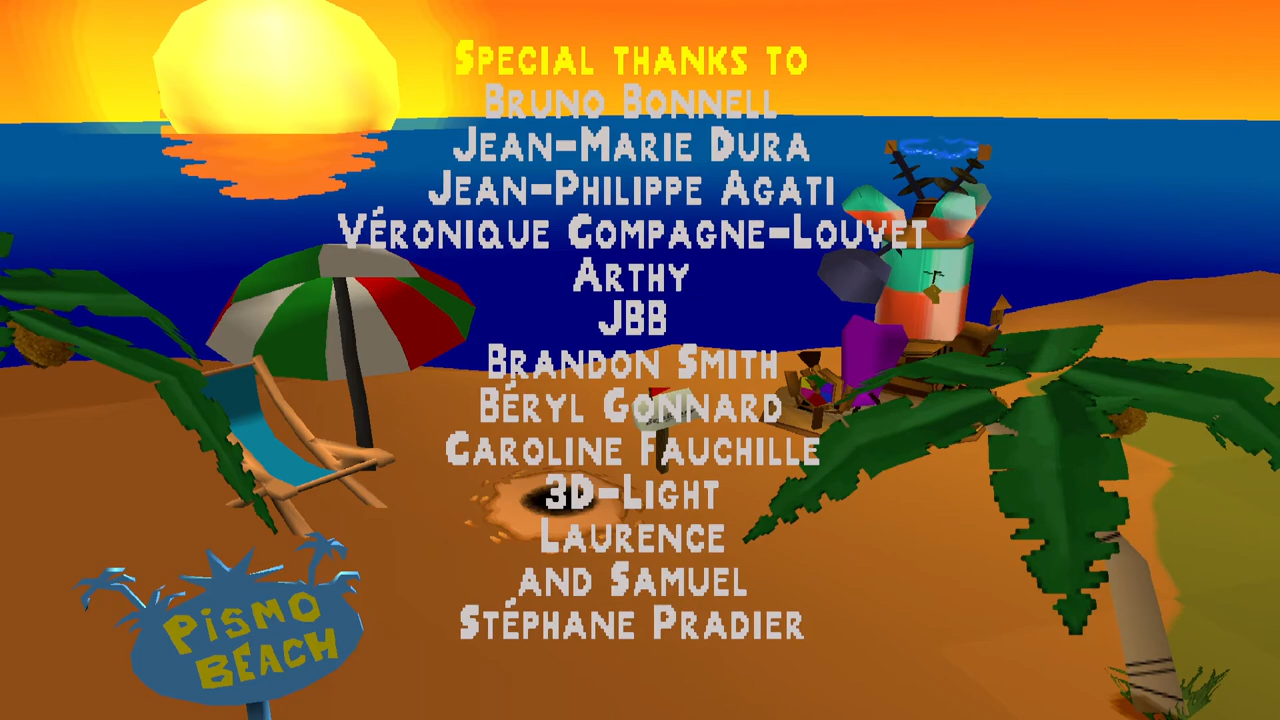 Special thanks to
Bruno Bonnell
Jean-Marie Dura
Jean-Philippe Agati
Véronique Compagne-Louvet
Arthy
JBB
Brandon Smith
Béryl Gonnard
Caroline Fauchille
3D-Light
Laurence
and Samuel
Stéphane Pradier
PiSMO
BEACH